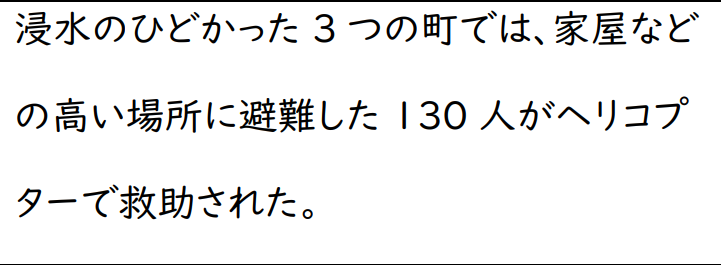 浸水のひどかった 3 つの町では、家屋など
の高い場所に避難した 130 人がヘリコプ
ターで救助された。